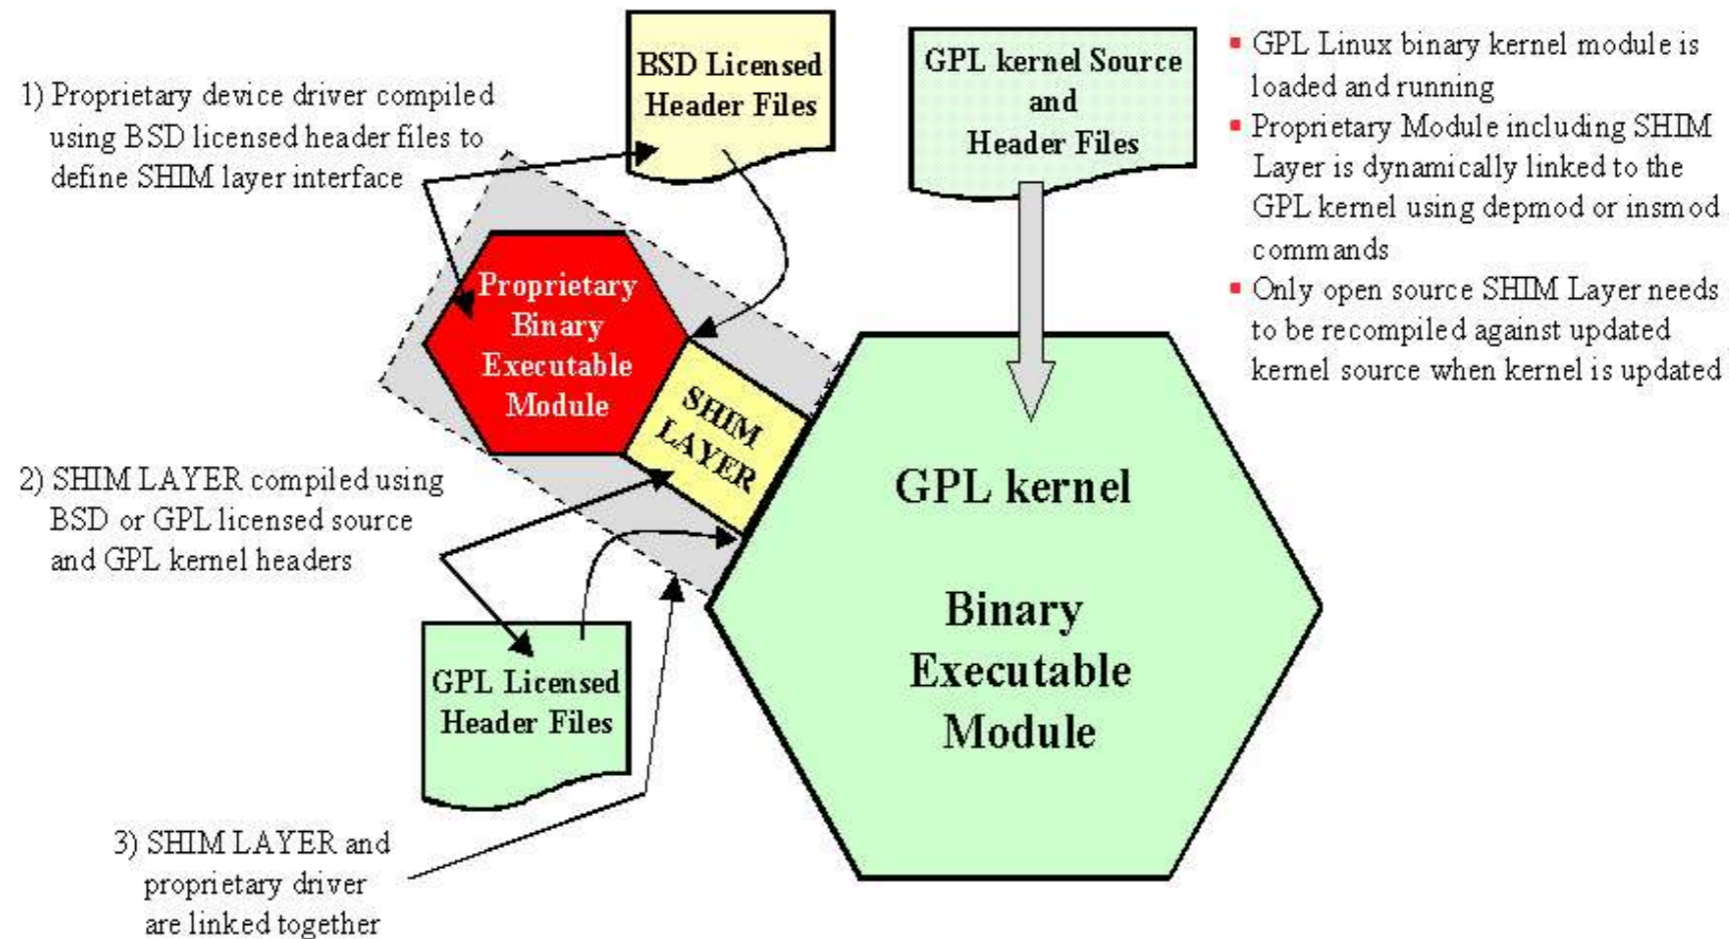 1) Proprietary device driver compiled
using BSD licensed header files to
define SHIM layer interface
BSD Licensed
Header Files
GPL kernel Source
and
Header Files
▪ GPL Linux binary kernel module is
loaded and running
▪ Proprietary Module including SHIM
Layer is dynamically linked to the
GPL kernel using depmod or insmod
commands
▪ Only open source SHIM Layer needs
to be recompiled against updated
kernel source when kernel is updated
Proprietary
Binary
Executable
Module
SHIM
LAYER
2) SHIM LAYER compiled using
BSD or GPL licensed source
and GPL kernel headers
GPL kernel
Binary
Executable
Module
GPL Licensed
Header Files
3) SHIM LAYER and
proprietary driver
are linked together